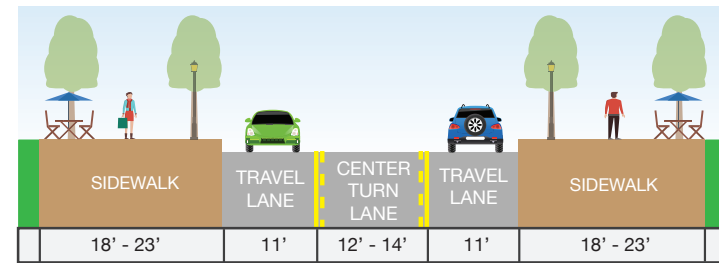 SIDEWALK
TRAVEL
LANE
CENTER
TURN
LANE
TRAVEL
LANE
SIDEWALK
18’ - 23’
11’
12’ - 14’
11’
18’ - 23’